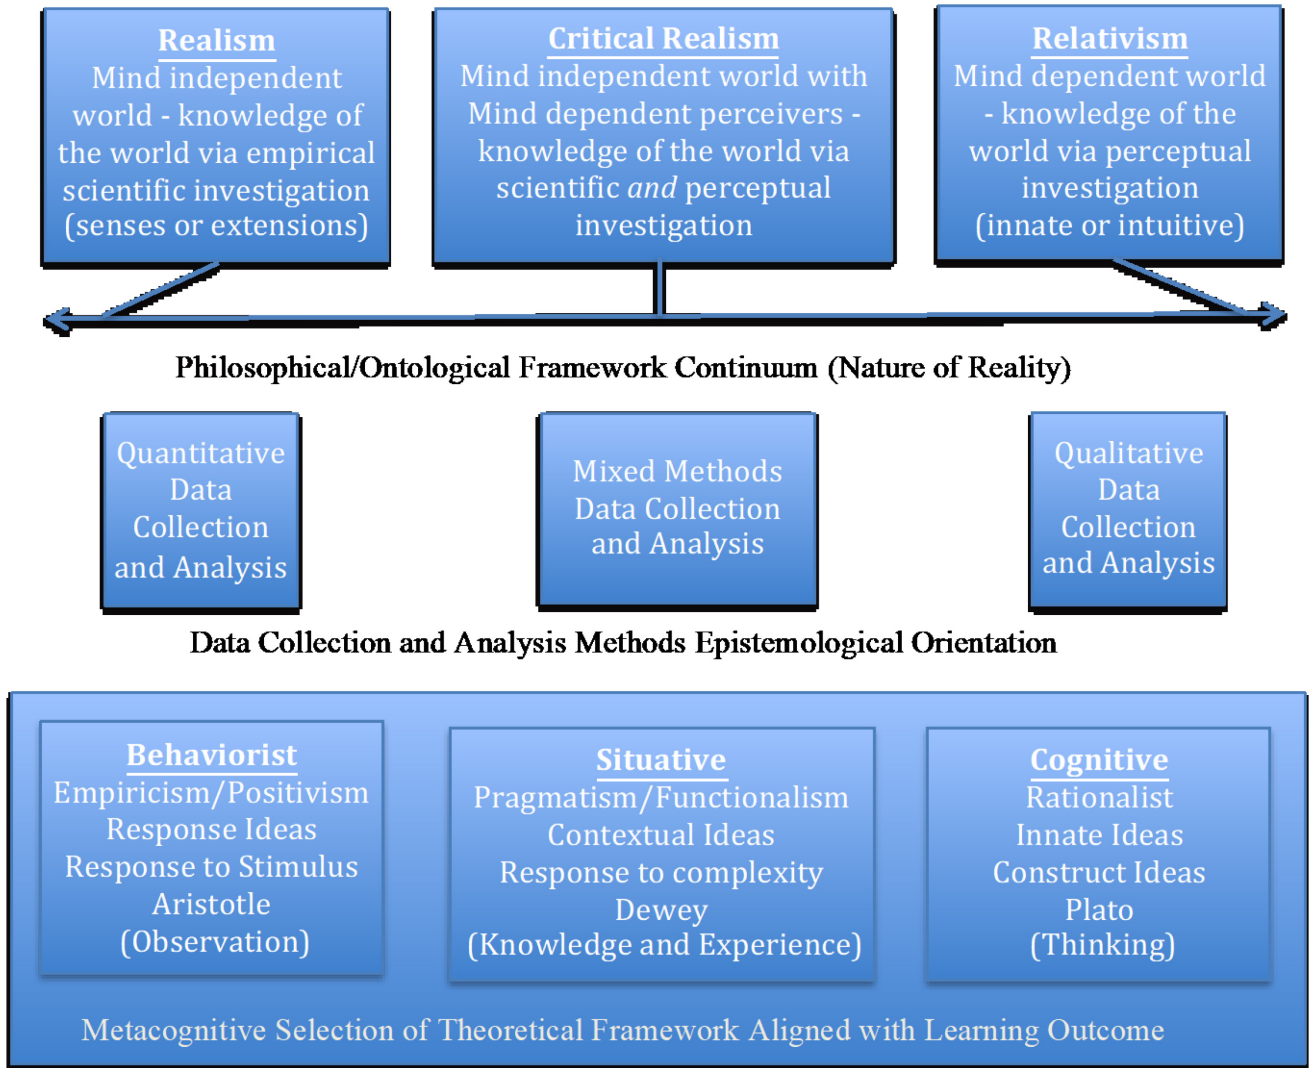 Realism
Mind independent
world - knowledge of
the world via empirical
scientific investigation
(senses or extensions)
Critical Realism
Mind independent world with
Mind dependent perceivers -
knowledge of the world via
scientific and perceptual
investigation
Relativism
Mind dependent world
- knowledge of the
world via perceptual
investigation
(innate or intuitive)
Philosophical/Ontological Framework Continuum (Nature of Reality)
Quantitative
Data
Collection
and Analysis
Mixed Methods
Data Collection
and Analysis
Qualitative
Data
Collection
and Analysis
Data Collection and Analysis Methods Epistemological Orientation
Behaviorist
Empiricism/Positivism
Response Ideas
Response to Stimulus
Aristotle
(Observation)
Situative
Pragmatism/Functionalism
Contextual Ideas
Response to complexity
Dewey
(Knowledge and Experience)
Cognitive
Rationalist
Innate Ideas
Construct Ideas
Plato
(Thinking)
Metacognitive Selection of Theoretical Framework Aligned with Learning Outcome